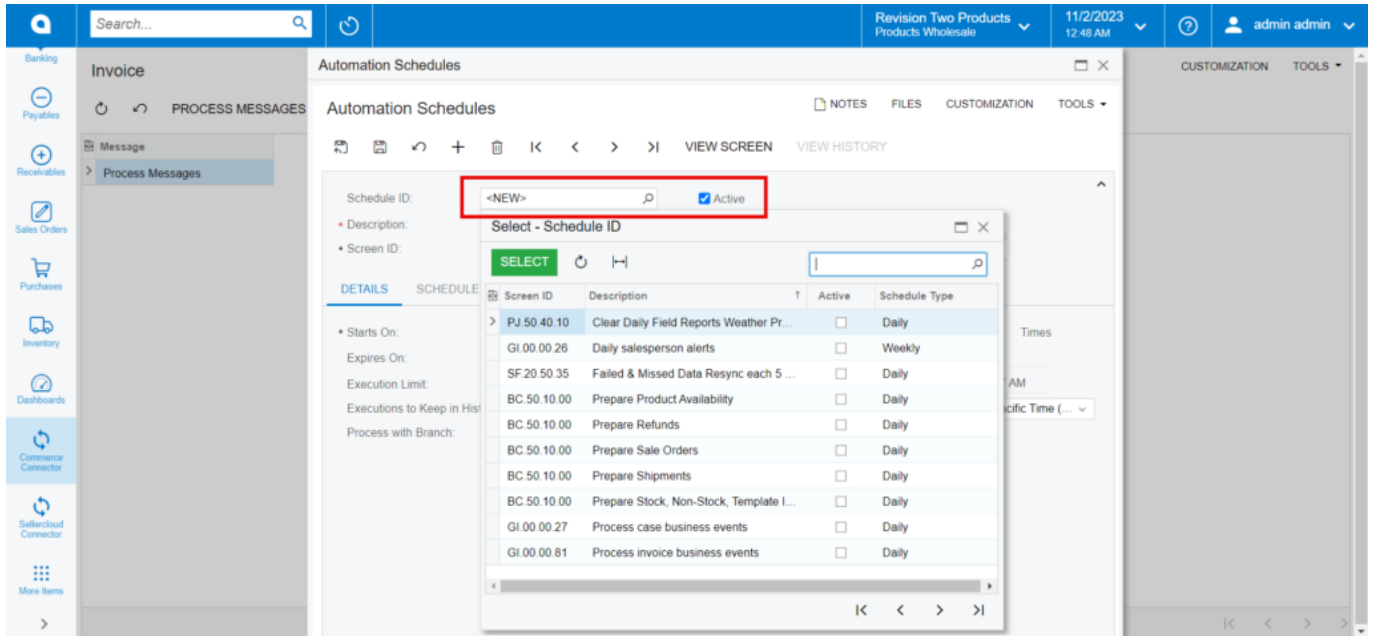 Search...
Revision Two Products
Products Wholesale
11/2/2023
12:48 AM
admin admin
Banking
Payables
Receivables
Sales Orders
Purchases
Inventory
Dashboards
Commerce
Connector
Sellercloud
Connector
More Items
Invoice
PROCESS MESSAGES
CUSTOMIZATION TOOLS
Message
Process Messages
Automation Schedules
Automation Schedules
NOTES FILES CUSTOMIZATION TOOLS
VIEW SCREEN VIEW HISTORY
Schedule ID: <NEW> Active
* Description:
* Screen ID:
DETAILS SCHEDULE
* Starts On:
Expires On:
Execution Limit:
Executions to Keep in Hist
Process with Branch:
Times
AM
cific Time (...
Select - Schedule ID
SELECT
Screen ID Description Active Schedule Type
PJ.50.40.10 Clear Daily Field Reports Weather Pr... Daily
GI.00.00.26 Daily salesperson alerts Weekly
SF.20.50.35 Failed & Missed Data Resync each 5 ... Daily
BC.50.10.00 Prepare Product Availability Daily
BC.50.10.00 Prepare Refunds Daily
BC.50.10.00 Prepare Sale Orders Daily
BC.50.10.00 Prepare Shipments Daily
BC.50.10.00 Prepare Stock, Non-Stock, Template I... Daily
GI.00.00.27 Process case business events Daily
GI.00.00.81 Process invoice business events Daily